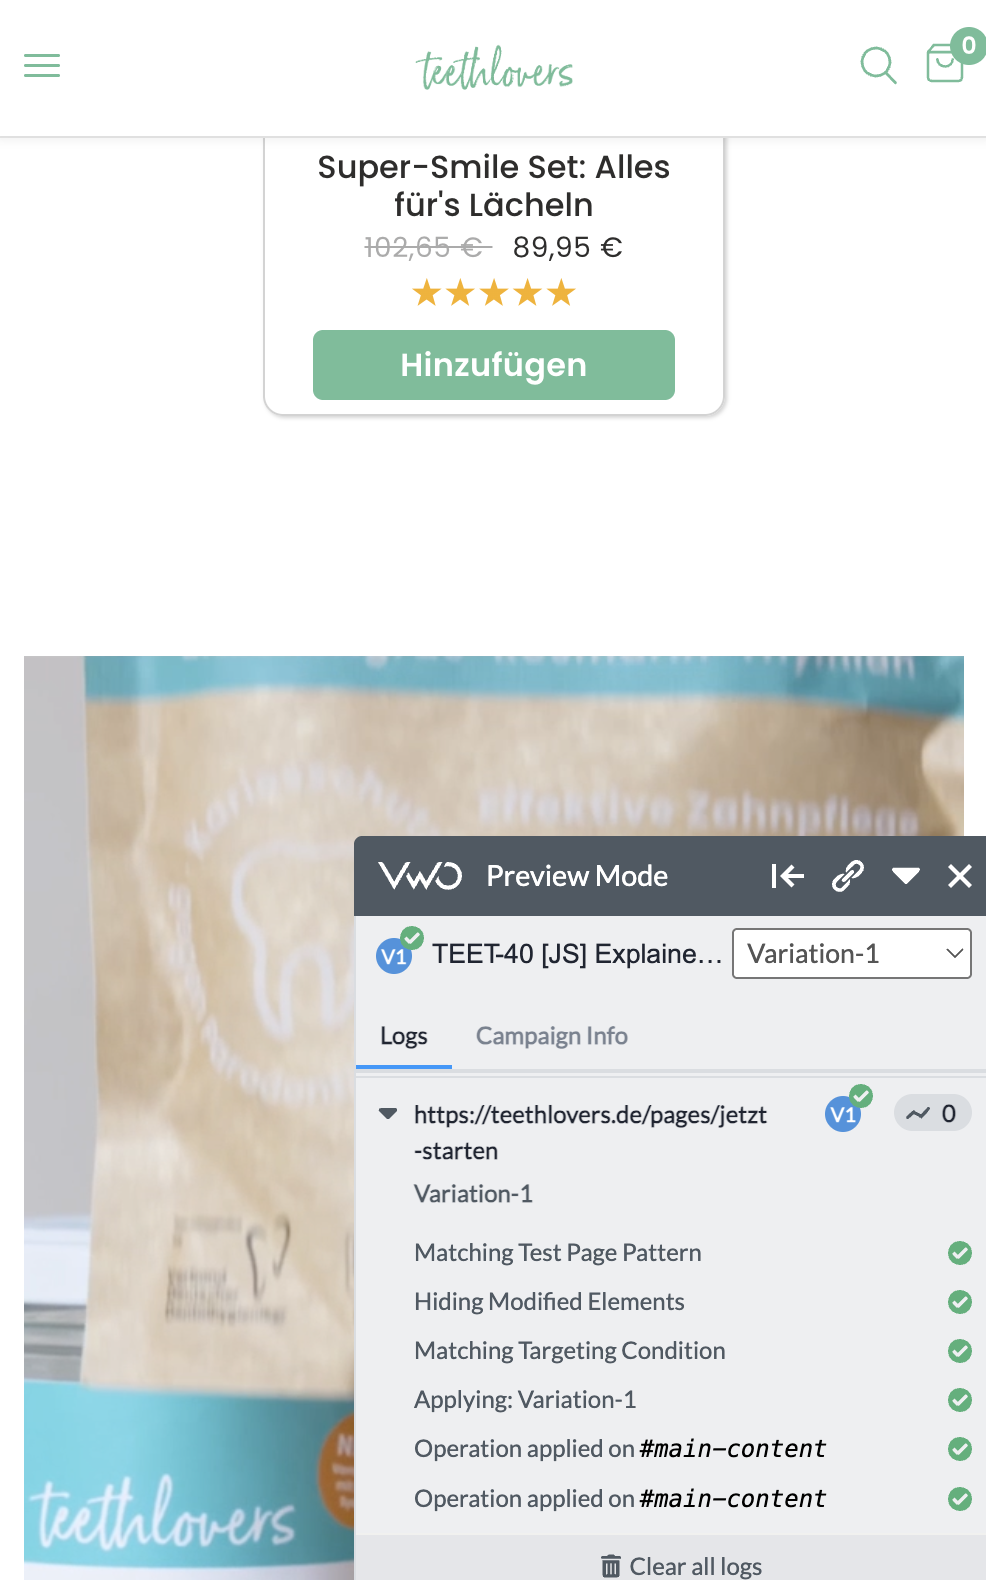 teethlovers
0
Super-Smile Set: Alles
für's Lächeln
102,65 € 89,95 €
Hinzufügen
Effektive Zahnpflege
VWO Preview Mode
V1 TEET-40 [JS] Explaine... Variation-1
Logs Campaign Info
https://teethlovers.de/pages/jetzt
-starten
V1 0
Variation-1
Matching Test Page Pattern
Hiding Modified Elements
Matching Targeting Condition
Applying: Variation-1
Operation applied on #main-content
Operation applied on #main-content
teethlovers
Clear all logs